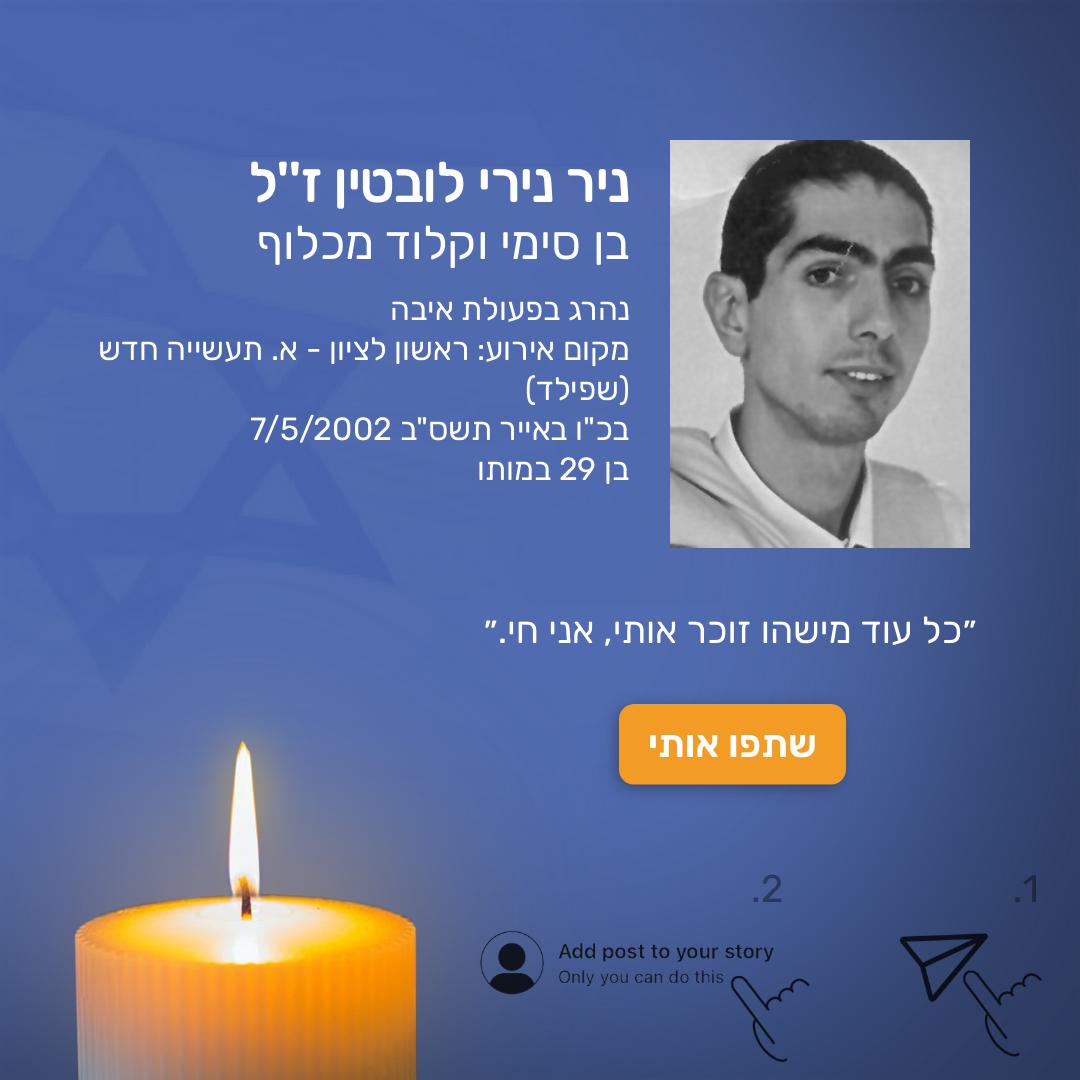 ניר נירי לובטין ז"ל
בן סימי וקלוד מכלוף
נהרג בפעולת איבה
מקום אירוע: ראשון לציון - א. תעשייה חדש
(שפילד)
בכ"ו באייר תשס"ב 7/5/2002
בן 29 במותו
״כל עוד מישהו זוכר אותי, אני חי.״
שתפו אותי
1.
2.
Add post to your story
Only you can do this